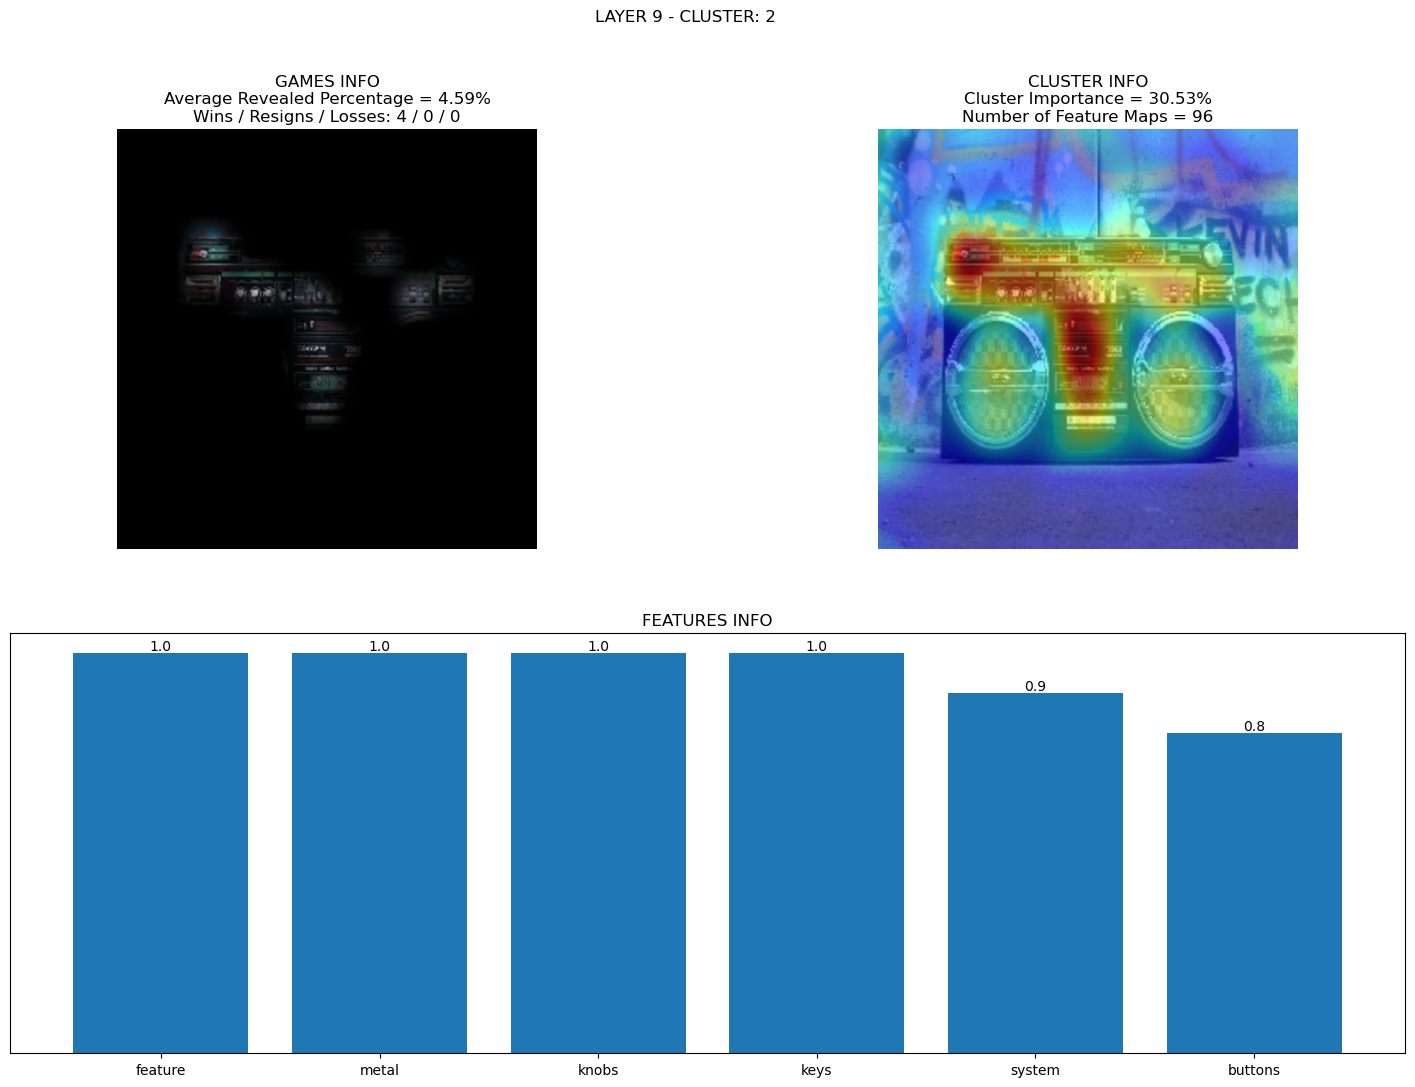 LAYER 9 - CLUSTER: 2
GAMES INFO
Average Revealed Percentage = 4.59%
Wins / Resigns / Losses: 4 / 0 / 0
CLUSTER INFO
Cluster Importance = 30.53%
Number of Feature Maps = 96
EVIN
ECH
FEATURES INFO
1.0 1.0 1.0 1.0 0.9 0.8
feature metal knobs keys system buttons